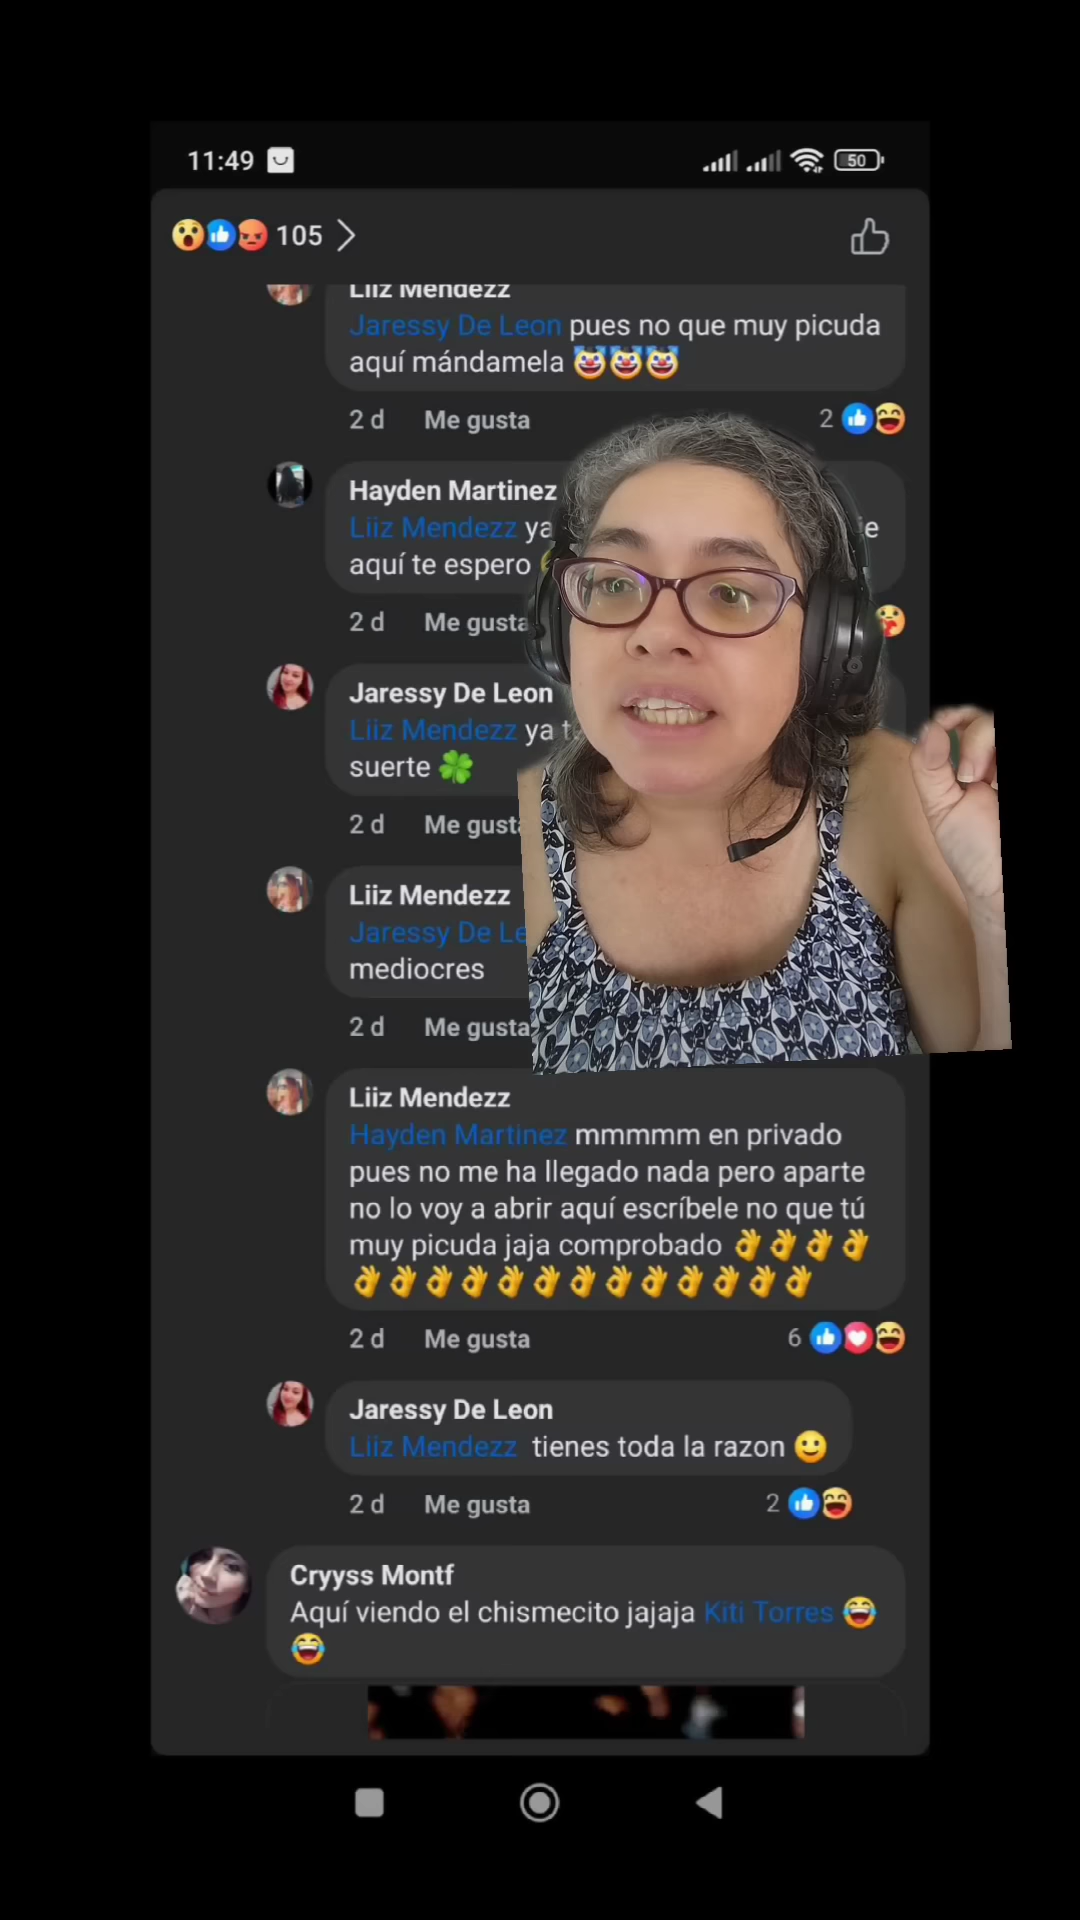 11:49
50
105
Liiz Mendezz
Jaressy De Leon pues no que muy picuda
aquí mándamela 🤡🤡🤡
2 d Me gusta 2
Hayden Martinez
Liiz Mendezz ya
aquí te espero
2 d Me gusta
Jaressy De Leon
Liiz Mendezz ya
suerte 🍀
2 d Me gusta
Liiz Mendezz
Jaressy De Le
mediocres
2 d Me gusta
Liiz Mendezz
Hayden Martinez mmmmm en privado
pues no me ha llegado nada pero aparte
no lo voy a abrir aquí escríbele no que tú
muy picuda jaja comprobado 👌👌👌👌
👌👌👌👌👌👌👌👌👌👌👌👌👌
2 d Me gusta 6
Jaressy De Leon
Liiz Mendezz tienes toda la razon 🙂
2 d Me gusta 2
Cryyss Montf
Aquí viendo el chismecito jajaja Kiti Torres 😂
😂